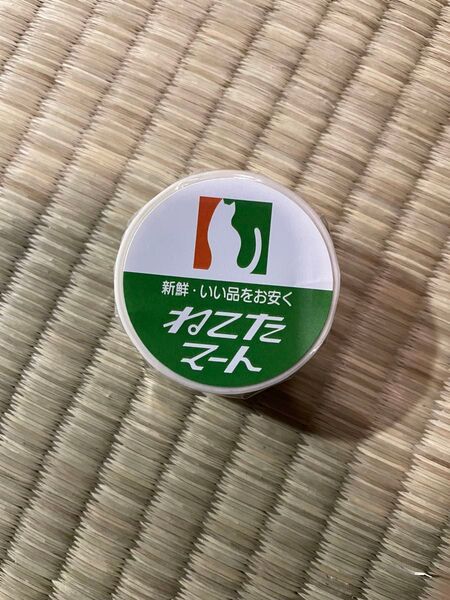 新鮮・いい品をお安く
ねこた
マート